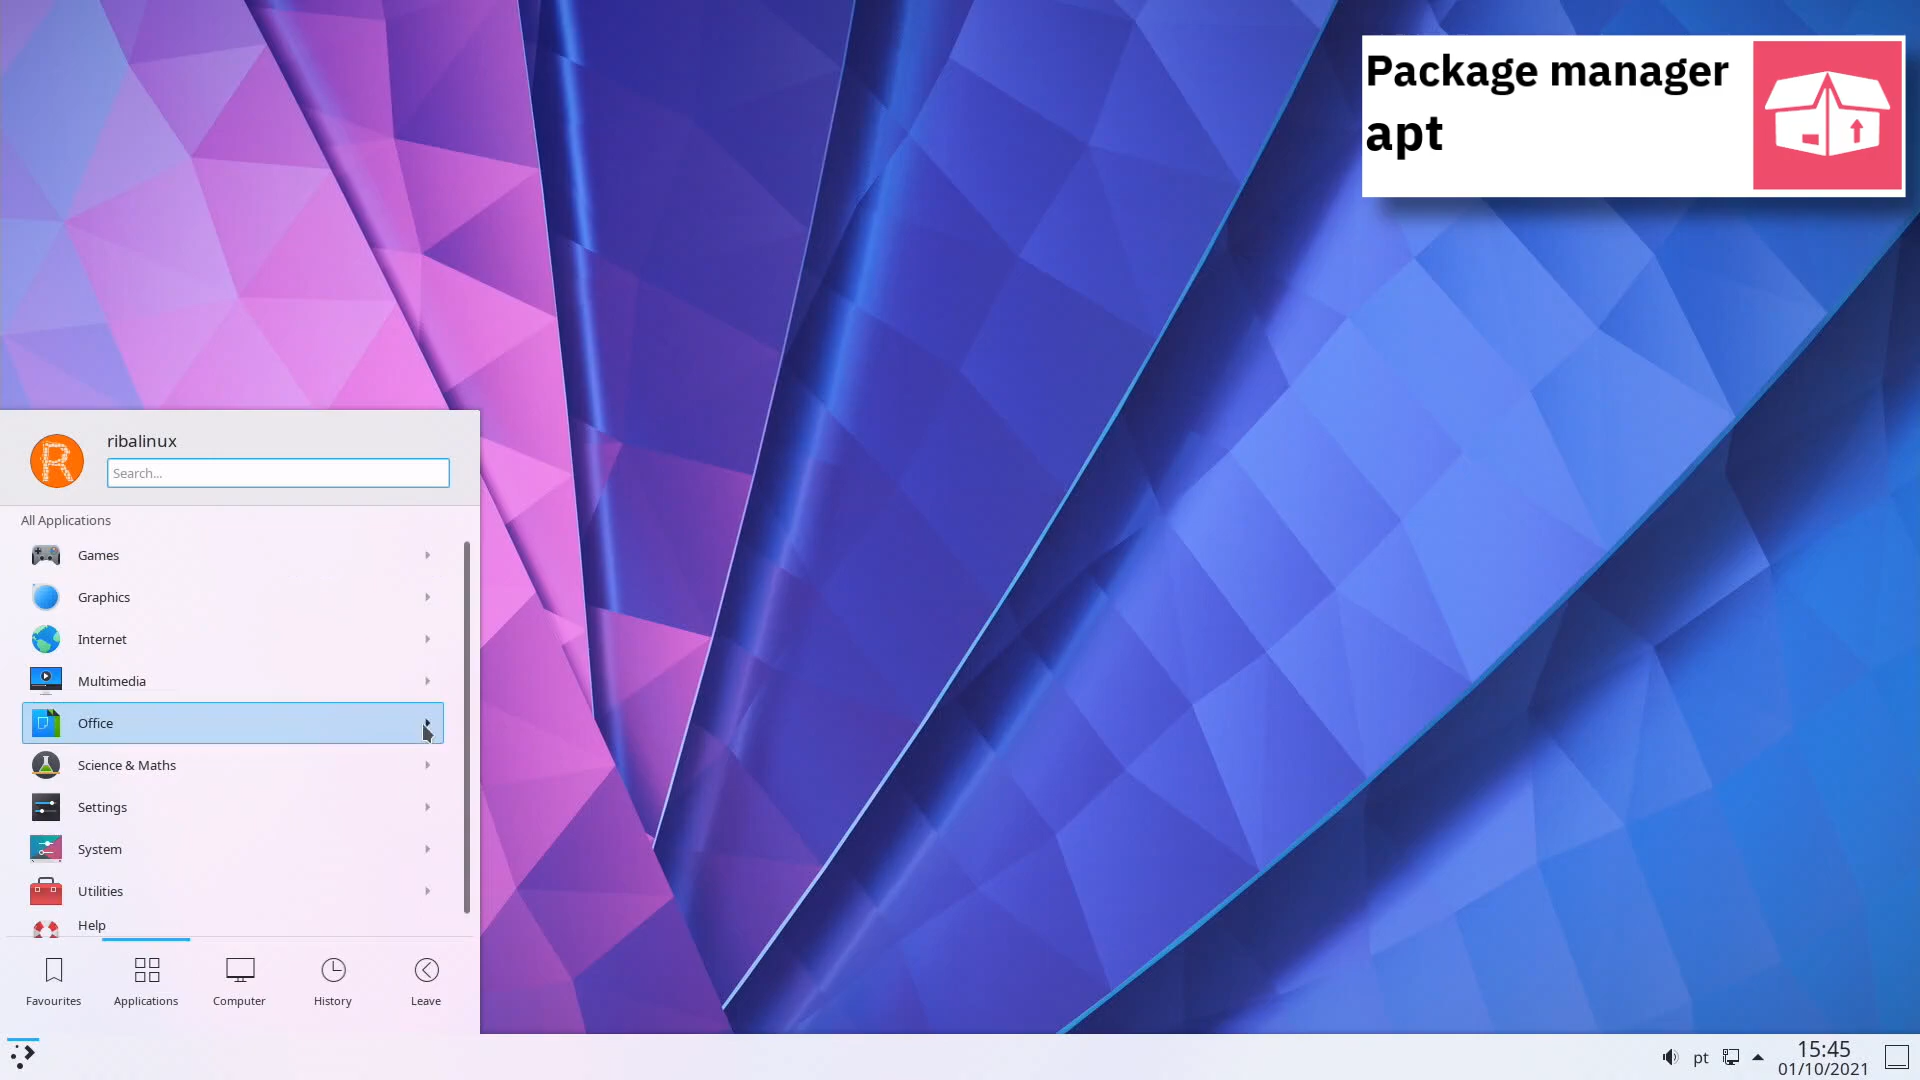 Package manager
apt
ribalinux
Search...
All Applications
Games
Graphics
Internet
Multimedia
Office
Science & Maths
Settings
System
Utilities
Help
Favourites
Applications
Computer
History
Leave
pt
15:45
01/10/2021